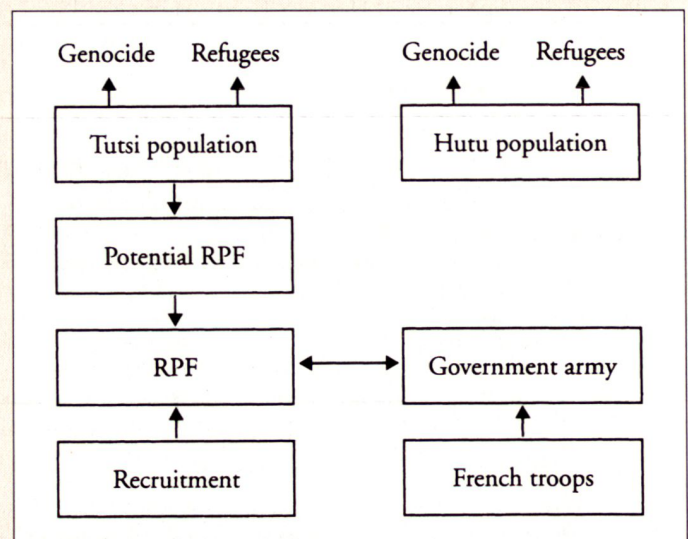 Genocide Refugees Genocide Refugees
Tutsi population Hutu population
Potential RPF
RPF Government army
Recruitment French troops